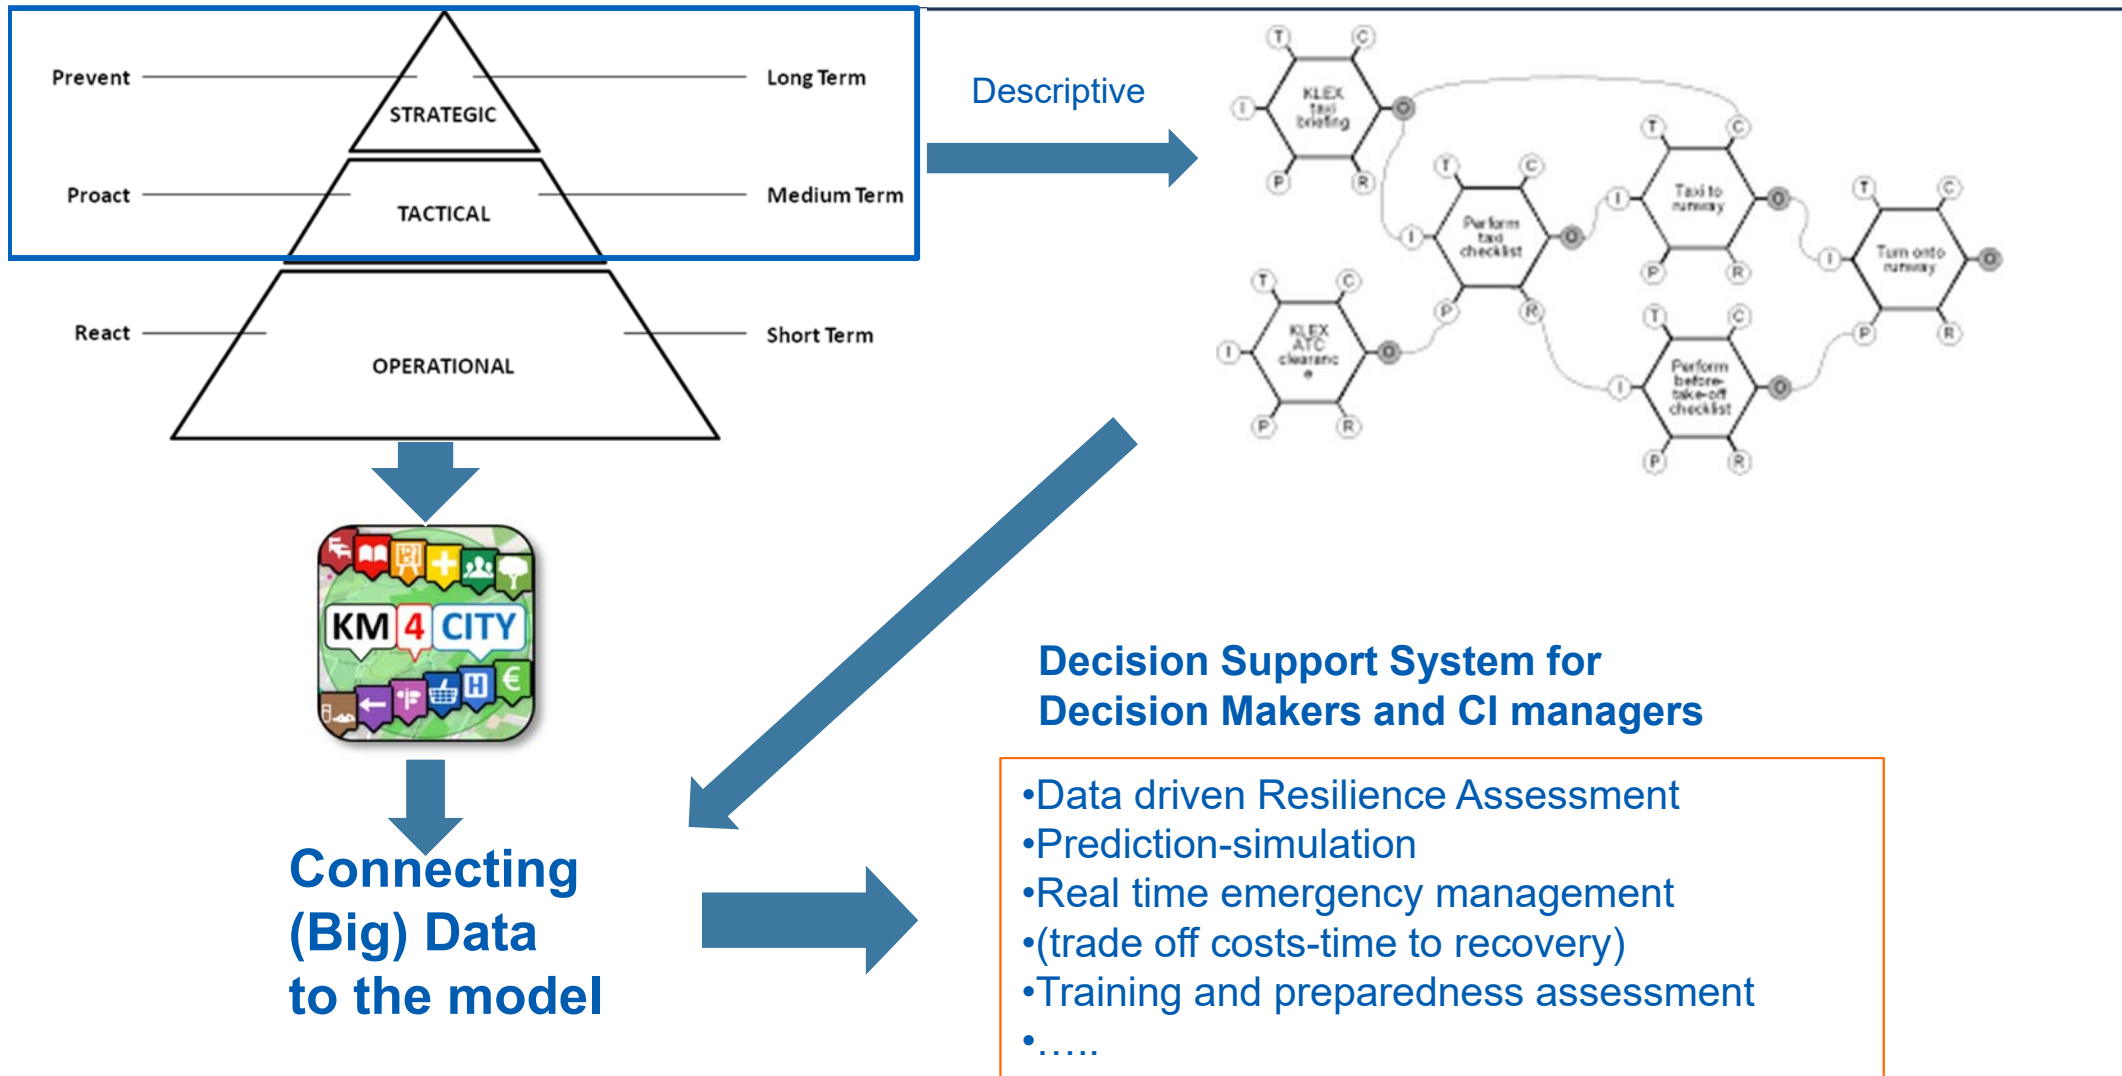 Prevent
Long Term
STRATEGIC
Proact
Medium Term
TACTICAL
React
Short Term
OPERATIONAL
Descriptive
T
C
I
KLEX
taxi
briefing
O
P
R
T
C
I
Perform
taxi
checklist
O
P
R
T
C
I
Taxi to
runway
O
P
R
T
C
I
Turn onto
runway
O
P
R
T
C
I
KLEX
ATC
clearanc
e
O
P
R
T
C
I
Perform
before-
take-off
checklist
O
P
R
KM 4 CITY
H
€
Connecting
(Big) Data
to the model
Decision Support System for
Decision Makers and CI managers
•Data driven Resilience Assessment
•Prediction-simulation
•Real time emergency management
•(trade off costs-time to recovery)
•Training and preparedness assessment
•.....